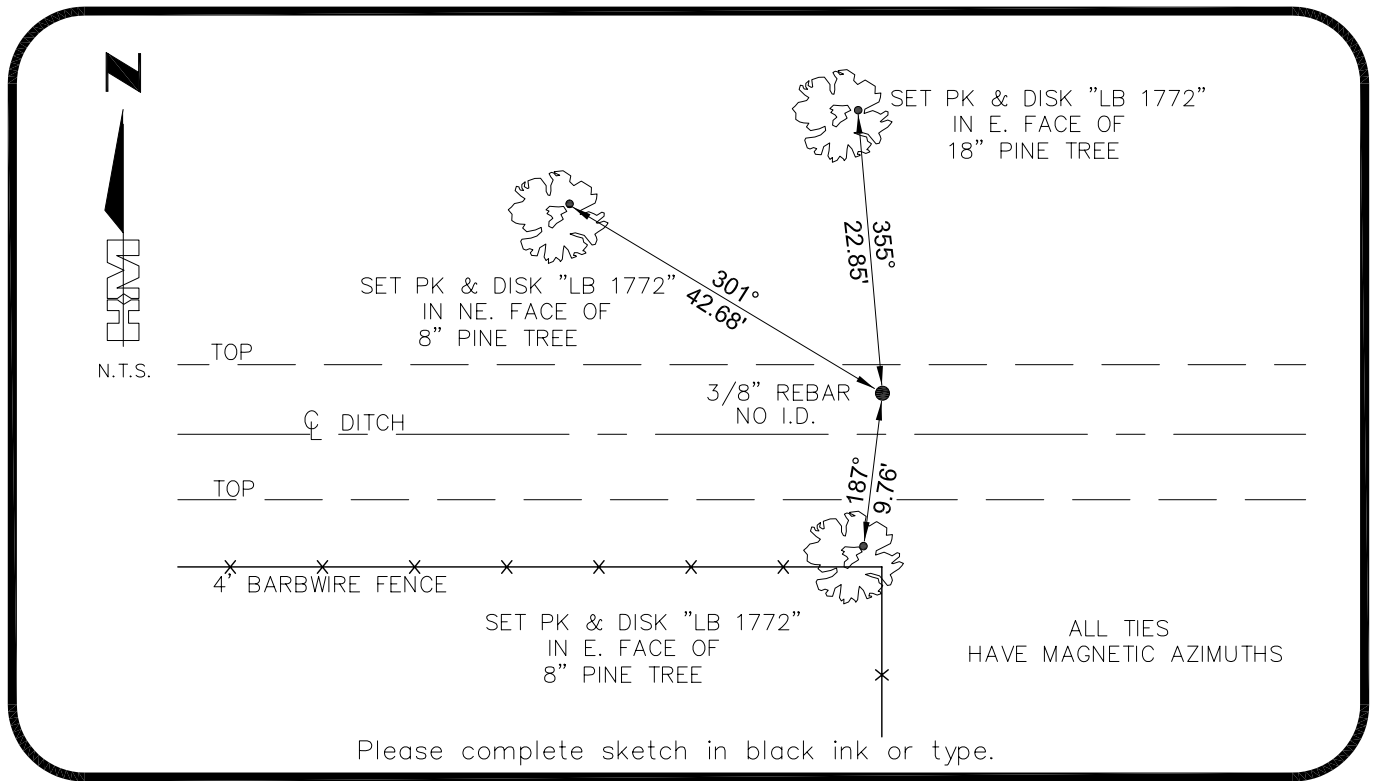 N
SET PK & DISK "LB 1772"
IN E. FACE OF
18" PINE TREE
355°
22.85'
301°
42.68'
SET PK & DISK "LB 1772"
IN NE. FACE OF
8" PINE TREE
HM
N.T.S.
TOP
3/8" REBAR
NO I.D.
℄ DITCH
TOP
187°
9.76'
4' BARBWIRE FENCE
SET PK & DISK "LB 1772"
IN E. FACE OF
8" PINE TREE
ALL TIES
HAVE MAGNETIC AZIMUTHS
Please complete sketch in black ink or type.